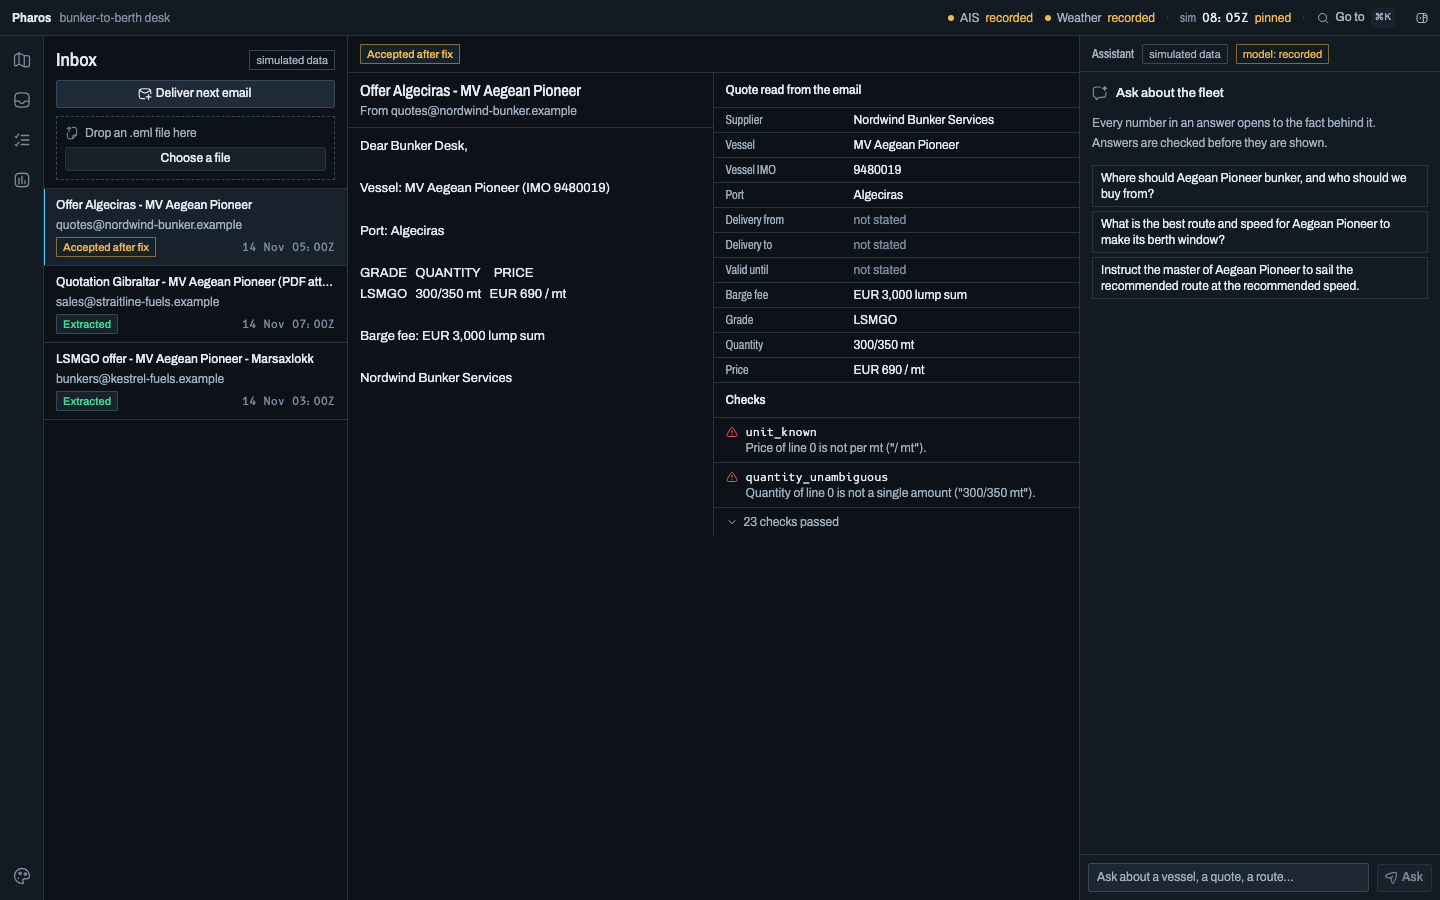 Pharos bunker-to-berth desk
AIS recorded Weather recorded sim 08:05Z pinned Go to ⌘K
Inbox simulated data
Deliver next email
Drop an .eml file here
Choose a file
Offer Algeciras - MV Aegean Pioneer
quotes@nordwind-bunker.example
Accepted after fix 14 Nov 05:00Z
Quotation Gibraltar - MV Aegean Pioneer (PDF att...
sales@straitline-fuels.example
Extracted 14 Nov 07:00Z
LSMGO offer - MV Aegean Pioneer - Marsaxlokk
bunkers@kestrel-fuels.example
Extracted 14 Nov 03:00Z
Accepted after fix
Offer Algeciras - MV Aegean Pioneer
From quotes@nordwind-bunker.example
Dear Bunker Desk,
Vessel: MV Aegean Pioneer (IMO 9480019)
Port: Algeciras
GRADE QUANTITY PRICE
LSMGO 300/350 mt EUR 690 / mt
Barge fee: EUR 3,000 lump sum
Nordwind Bunker Services
Quote read from the email
Supplier Nordwind Bunker Services
Vessel MV Aegean Pioneer
Vessel IMO 9480019
Port Algeciras
Delivery from not stated
Delivery to not stated
Valid until not stated
Barge fee EUR 3,000 lump sum
Grade LSMGO
Quantity 300/350 mt
Price EUR 690 / mt
Checks
unit_known
Price of line 0 is not per mt ("/ mt").
quantity_unambiguous
Quantity of line 0 is not a single amount ("300/350 mt").
23 checks passed
Assistant simulated data model: recorded
Ask about the fleet
Every number in an answer opens to the fact behind it.
Answers are checked before they are shown.
Where should Aegean Pioneer bunker, and who should we
buy from?
What is the best route and speed for Aegean Pioneer to
make its berth window?
Instruct the master of Aegean Pioneer to sail the
recommended route at the recommended speed.
Ask about a vessel, a quote, a route... Ask